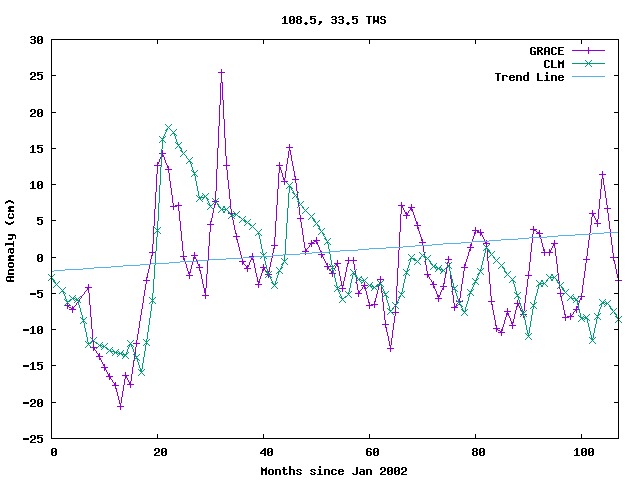 108.5, 33.5 TWS
GRACE
CLM
Trend Line
30
25
20
15
10
5
0
-5
-10
-15
-20
-25
Anomaly (cm)
0 20 40 60 80 100
Months since Jan 2002